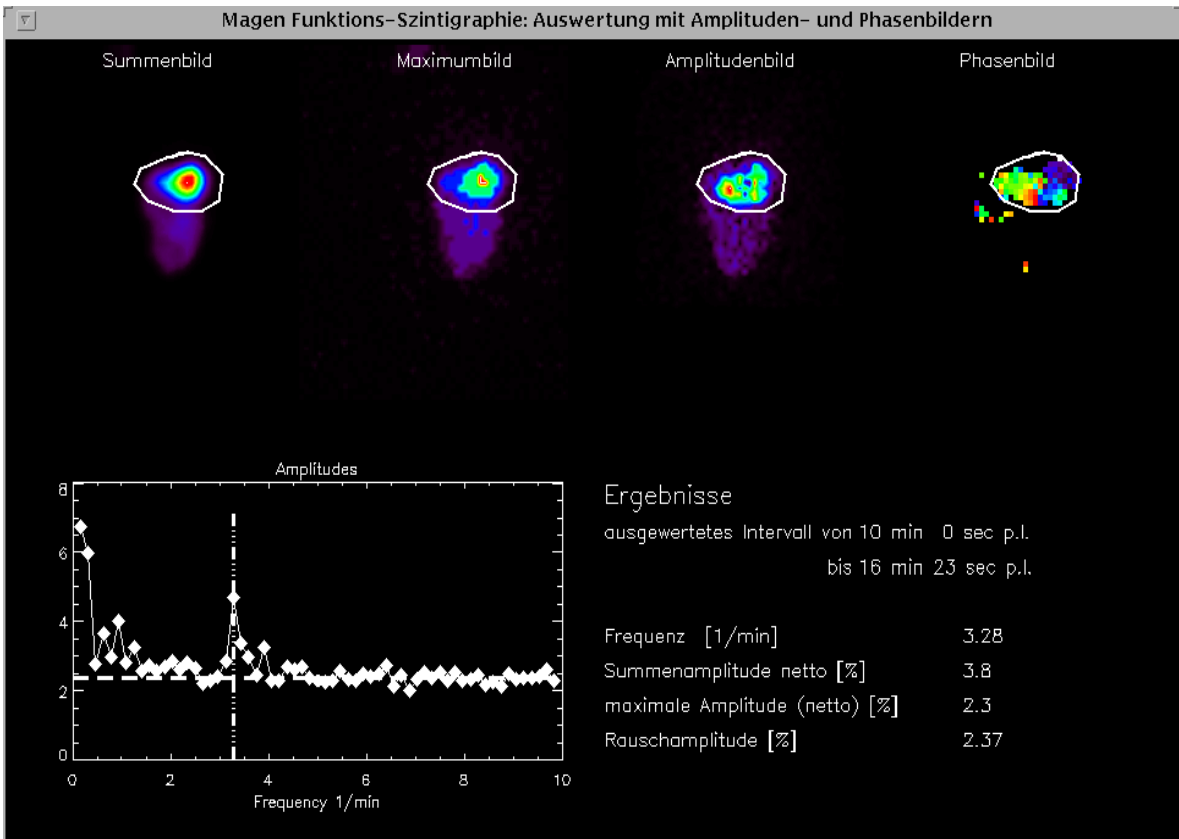 Magen Funktions-Szintigraphie: Auswertung mit Amplituden- und Phasenbildern
Summenbild Maximumbild Amplitudenbild Phasenbild
Amplitudes
8
6
4
2
0
0 2 4 6 8 10
Frequency 1/min
Ergebnisse
ausgewertetes Intervall von 10 min 0 sec p.l.
bis 16 min 23 sec p.l.
Frequenz [1/min] 3.28
Summenamplitude netto [%] 3.8
maximale Amplitude (netto) [%] 2.3
Rauschamplitude [%] 2.37